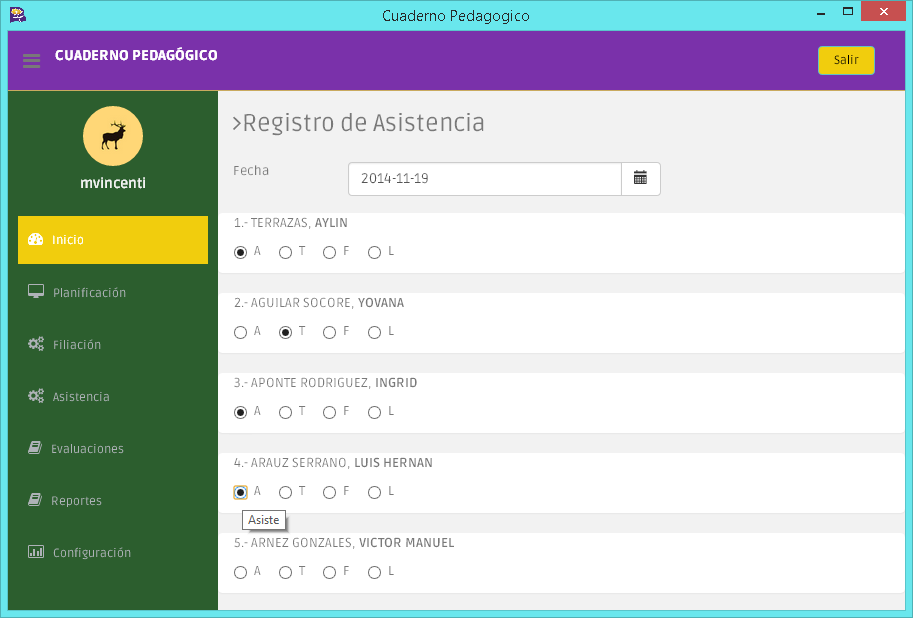 Cuaderno Pedagogico
CUADERNO PEDAGÓGICO
Salir
mvincenti
Inicio
Planificación
Filiación
Asistencia
Evaluaciones
Reportes
Configuración
>Registro de Asistencia
Fecha
2014-11-19
1.- TERRAZAS, AYLIN
A T F L
2.- AGUILAR SOCORE, YOVANA
A T F L
3.- APONTE RODRIGUEZ, INGRID
A T F L
4.- ARAUZ SERRANO, LUIS HERNAN
A T F L
Asiste
5.- ARNEZ GONZALES, VICTOR MANUEL
A T F L